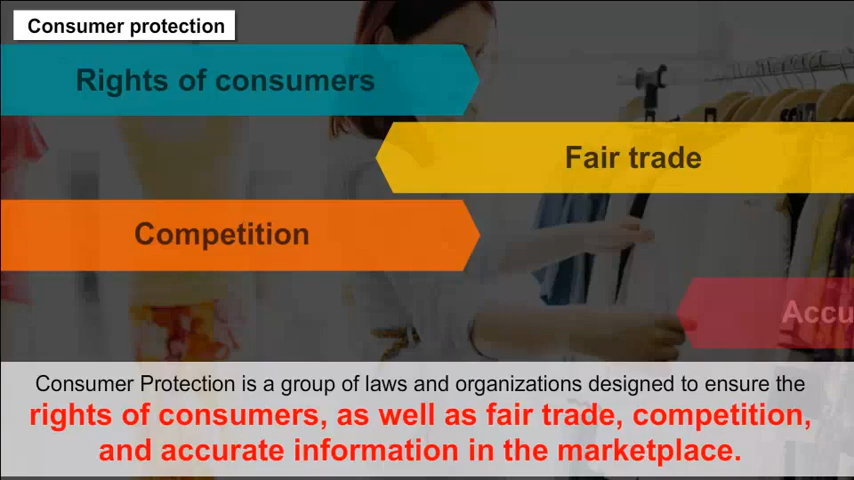 Consumer protection
Rights of consumers
Fair trade
Competition
Accu
Consumer Protection is a group of laws and organizations designed to ensure the
rights of consumers, as well as fair trade, competition,
and accurate information in the marketplace.